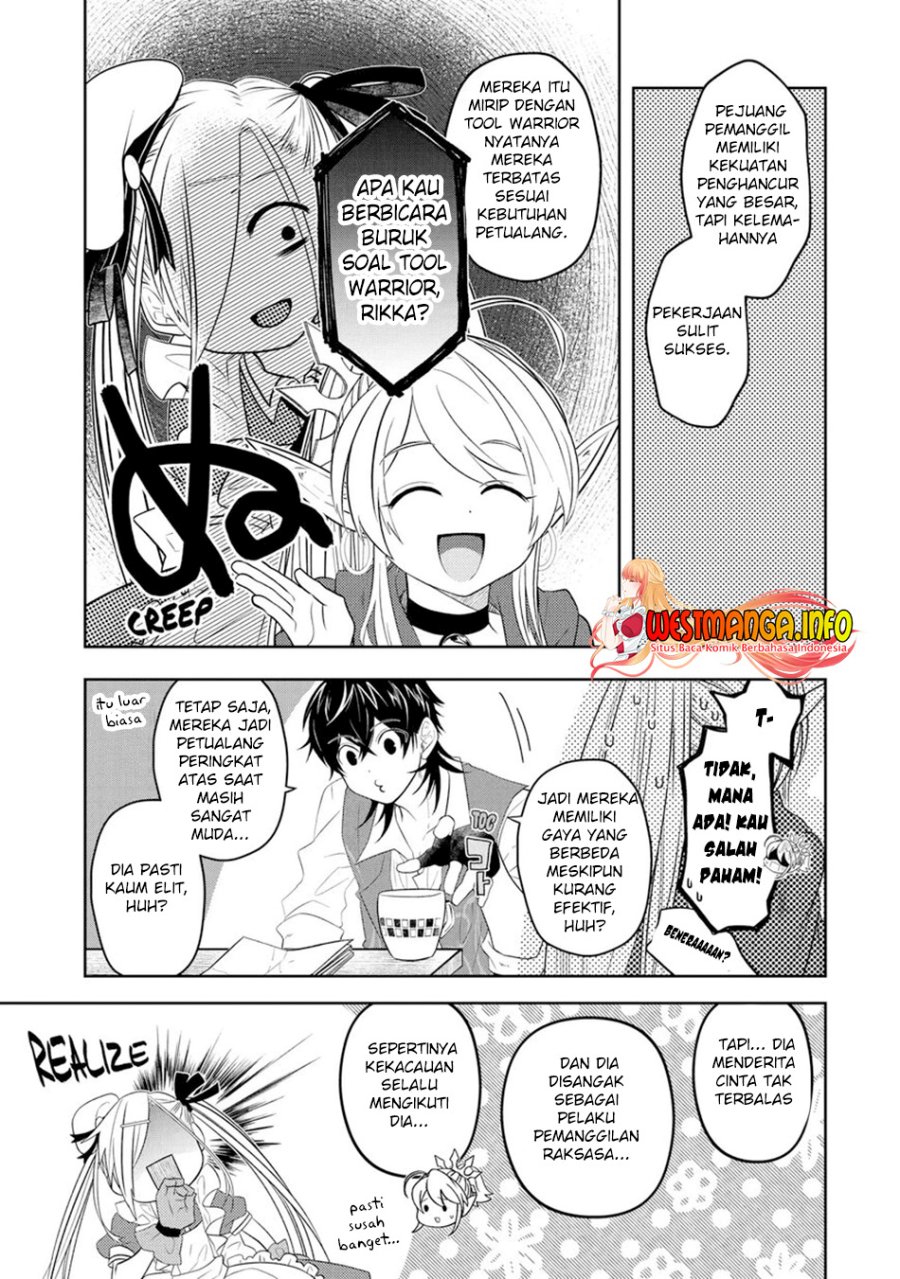 PEJUANG
PEMANGGIL
MEMILIKI
KEKUATAN
PENGHANCUR
YANG BESAR,
TAPI KELEMA-
HANNYA
PEKERJAAN
SULIT
SUKSES.
MEREKA ITU
MIRIP DENGAN
TOOL WARRIOR
NYATANYA
MEREKA
TERBATAS
SESUAI
KEBUTUHAN
PETUALANG.
APA KAU
BERBICARA
BURUK
SOAL TOOL
WARRIOR,
RIKKA?
ぬっ
CREEP
WESTMANGA.INFO
Situs Baca Komik Berbahasa Indonesia
T-
TIDAK,
MANA
ADA! KAU
SALAH
PAHAM!
BENERAAAAAN?
JADI MEREKA
MEMILIKI
GAYA YANG
BERBEDA
MESKIPUN
KURANG
EFEKTIF,
HUH?
TOG
コト
TETAP SAJA,
MEREKA JADI
PETUALANG
PERINGKAT
ATAS SAAT
MASIH
SANGAT
MUDA...
itu luar
biasa
DIA PASTI
KAUM ELIT,
HUH?
TAPI... DIA
MENDERITA
CINTA TAK
TERBALAS
DAN DIA
DISANGAK
SEBAGAI
PELAKU
PEMANGGILAN
RAKSASA...
SEPERTINYA
KEKACAUAN
SELALU
MENGIKUTI
DIA...
pasti
susah
banget...
REALIZE